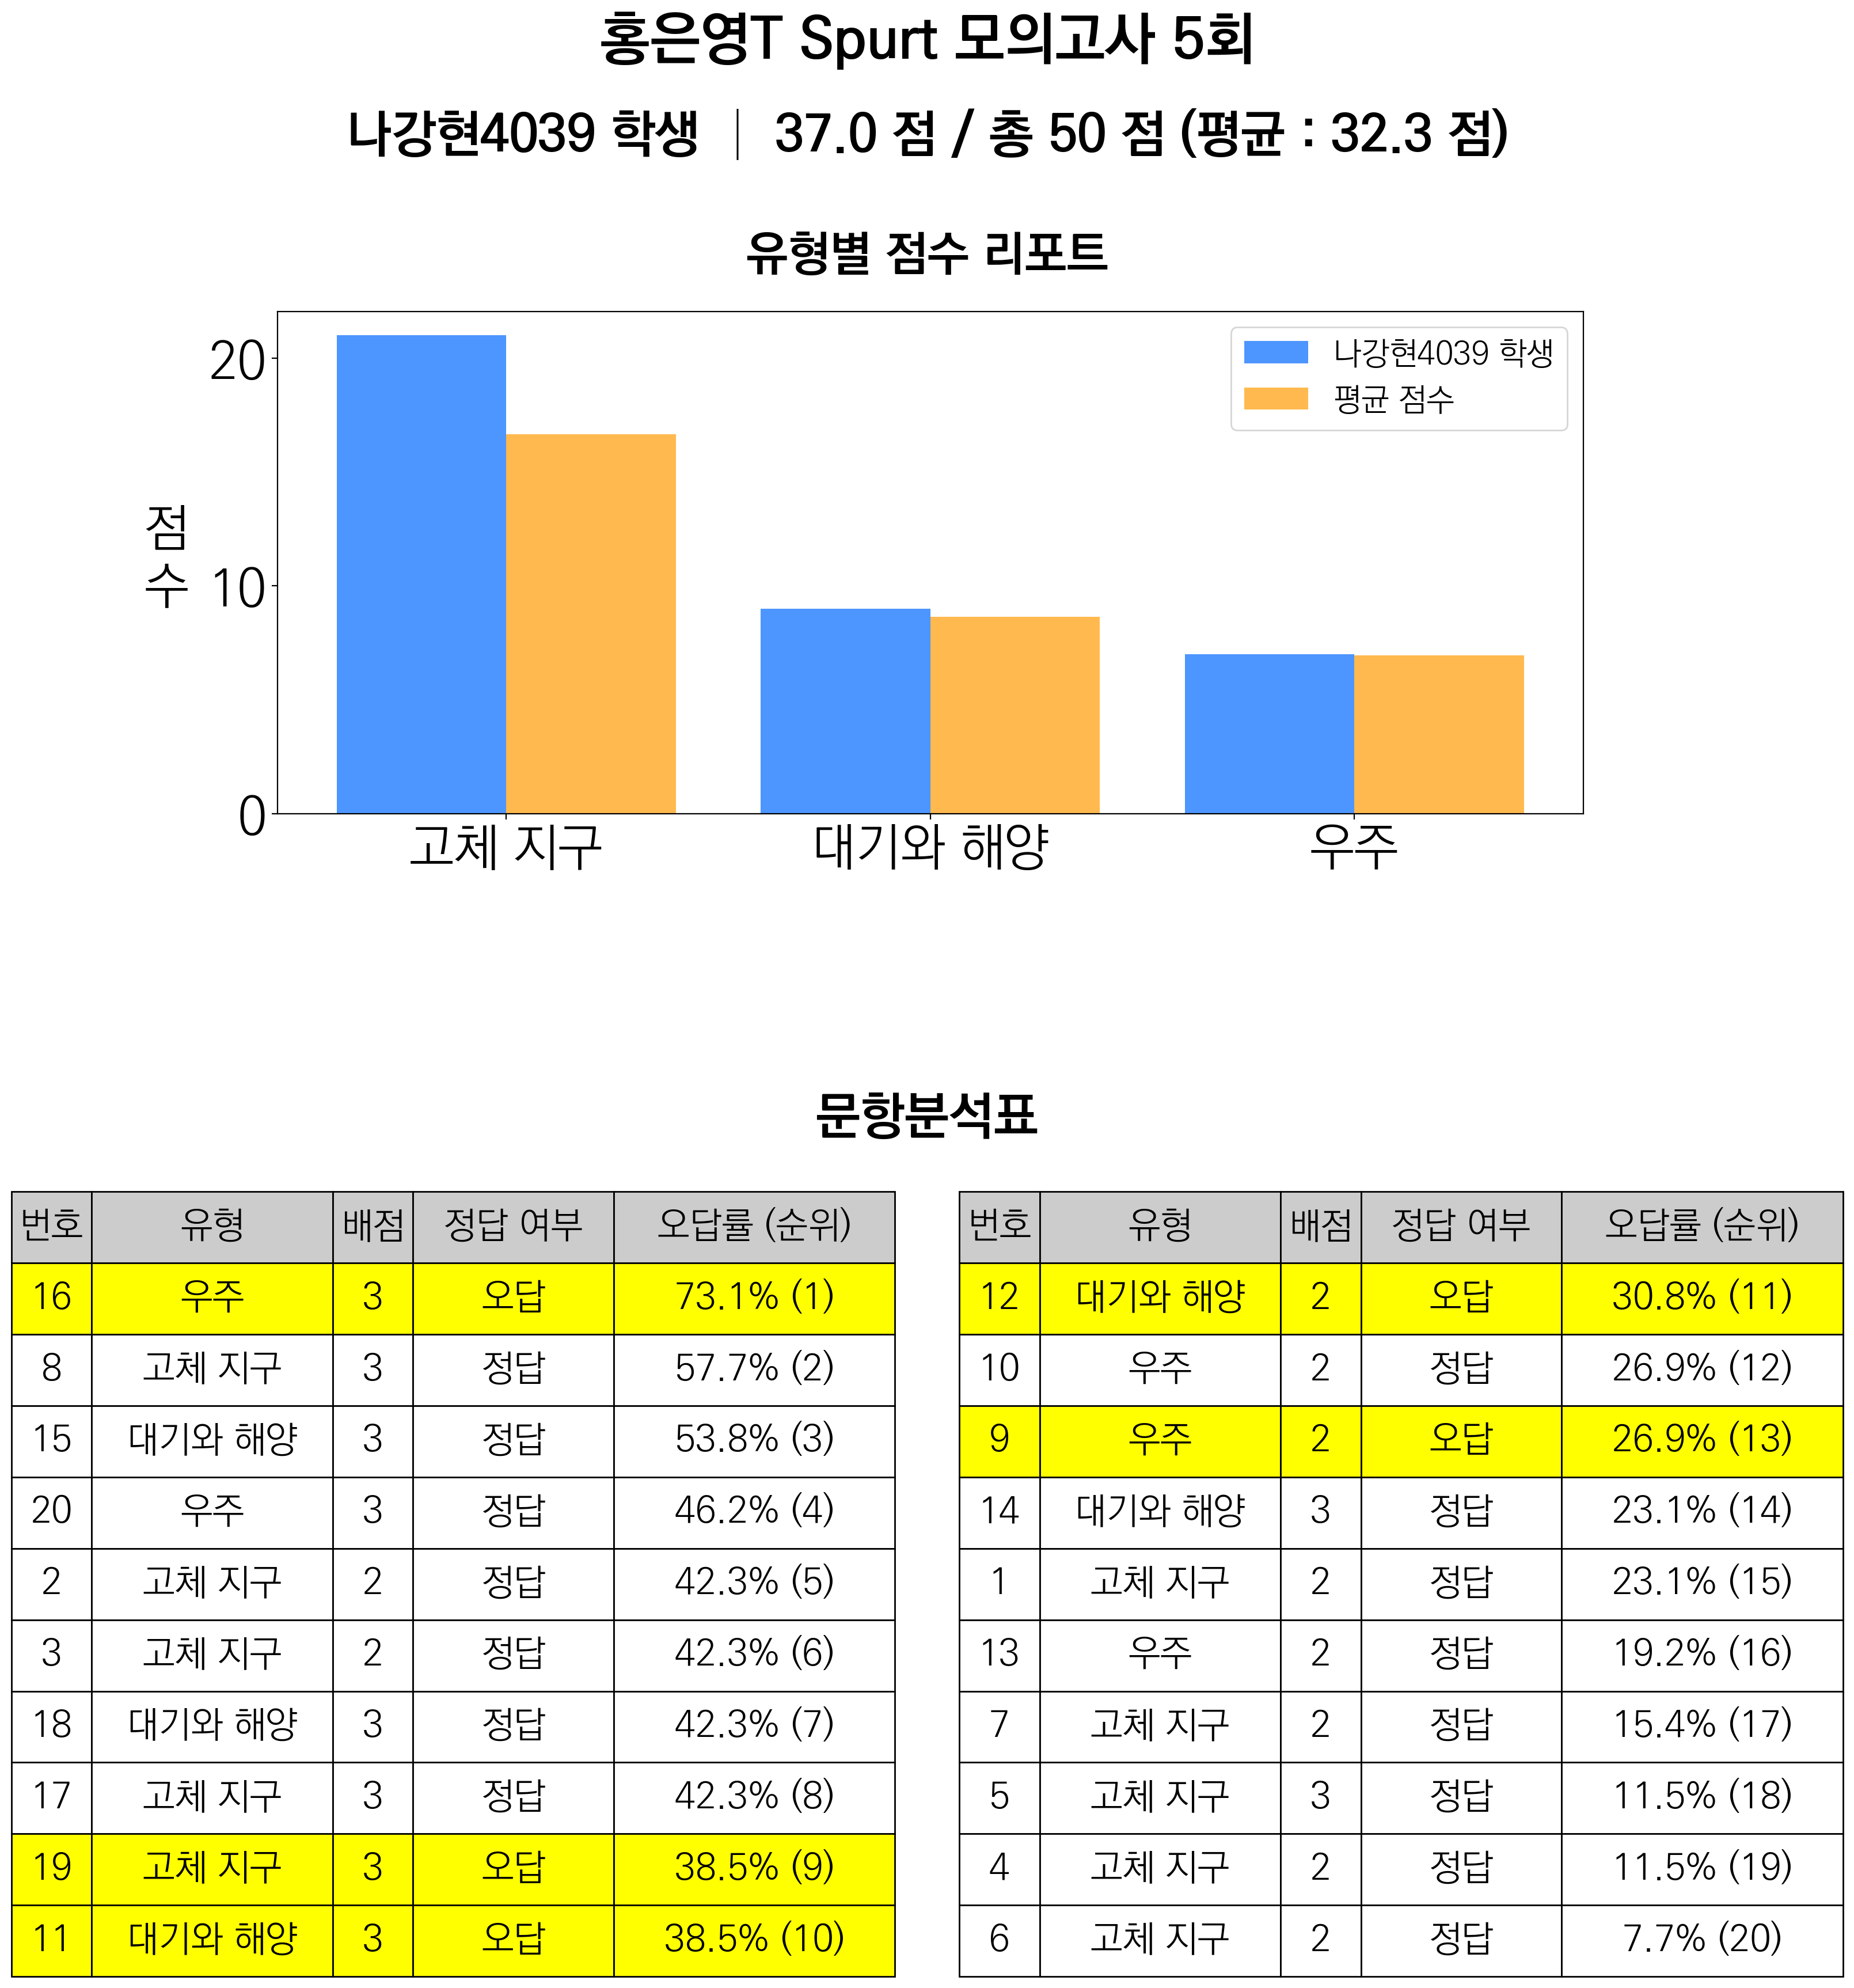 홍은영T Spurt 모의고사 5회
나강현4039 학생 | 37.0 점 / 총 50 점 (평균 : 32.3 점)
유형별 점수 리포트
나강현4039 학생
평균 점수
점
수
20
10
0
고체 지구 대기와 해양 우주
문항분석표
번호 유형 배점 정답 여부 오답률 (순위)
16 우주 3 오답 73.1% (1)
8 고체 지구 3 정답 57.7% (2)
15 대기와 해양 3 정답 53.8% (3)
20 우주 3 정답 46.2% (4)
2 고체 지구 2 정답 42.3% (5)
3 고체 지구 2 정답 42.3% (6)
18 대기와 해양 3 정답 42.3% (7)
17 고체 지구 3 정답 42.3% (8)
19 고체 지구 3 오답 38.5% (9)
11 대기와 해양 3 오답 38.5% (10)
번호 유형 배점 정답 여부 오답률 (순위)
12 대기와 해양 2 오답 30.8% (11)
10 우주 2 정답 26.9% (12)
9 우주 2 오답 26.9% (13)
14 대기와 해양 3 정답 23.1% (14)
1 고체 지구 2 정답 23.1% (15)
13 우주 2 정답 19.2% (16)
7 고체 지구 2 정답 15.4% (17)
5 고체 지구 3 정답 11.5% (18)
4 고체 지구 2 정답 11.5% (19)
6 고체 지구 2 정답 7.7% (20)